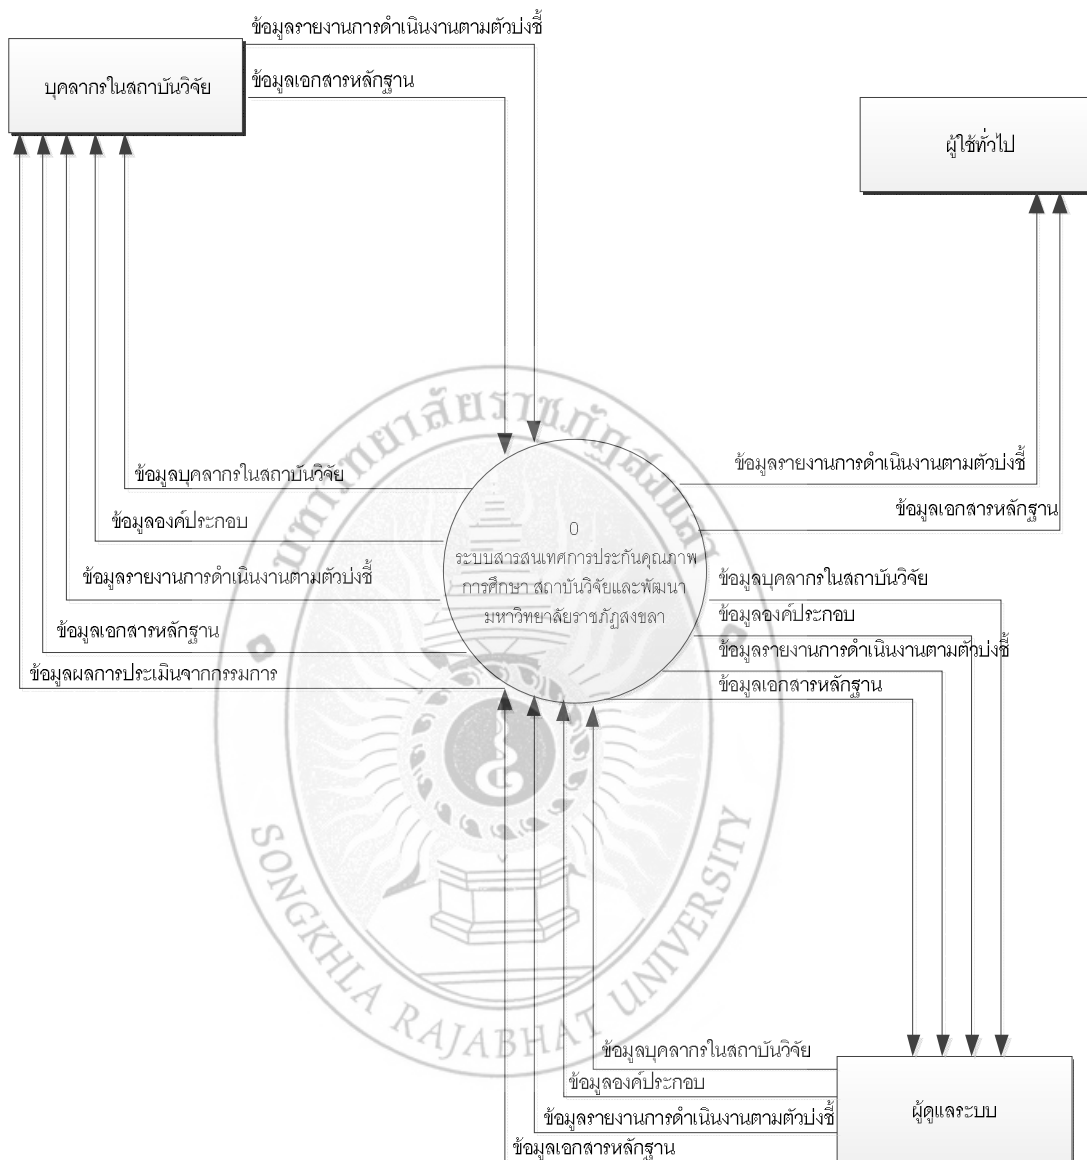 ข้อมูลรายงานการดำเนินงานตามตัวบ่งชี้
บุคลากรในสถาบันวิจัย
ข้อมูลเอกสารหลักฐาน
ผู้ใช้ทั่วไป
มหาวิทยาลัยราชภัฏสงขลา
ข้อมูลบุคลากรในสถาบันวิจัย
ข้อมูลรายงานการดำเนินงานตามตัวบ่งชี้
ข้อมูลองค์ประกอบ
ข้อมูลเอกสารหลักฐาน
0
ระบบสารสนเทศการประกันคุณภาพ
การศึกษา สถาบันวิจัยและพัฒนา
มหาวิทยาลัยราชภัฏสงขลา
ข้อมูลรายงานการดำเนินงานตามตัวบ่งชี้
ข้อมูลเอกสารหลักฐาน
ข้อมูลผลการประเมินจากกรรมการ
ข้อมูลบุคลากรในสถาบันวิจัย
ข้อมูลองค์ประกอบ
ข้อมูลรายงานการดำเนินงานตามตัวบ่งชี้
ข้อมูลเอกสารหลักฐาน
SONGKHLA RAJABHAT UNIVERSITY
ข้อมูลบุคลากรในสถาบันวิจัย
ข้อมูลองค์ประกอบ
ข้อมูลรายงานการดำเนินงานตามตัวบ่งชี้
ข้อมูลเอกสารหลักฐาน
ผู้ดูแลระบบ